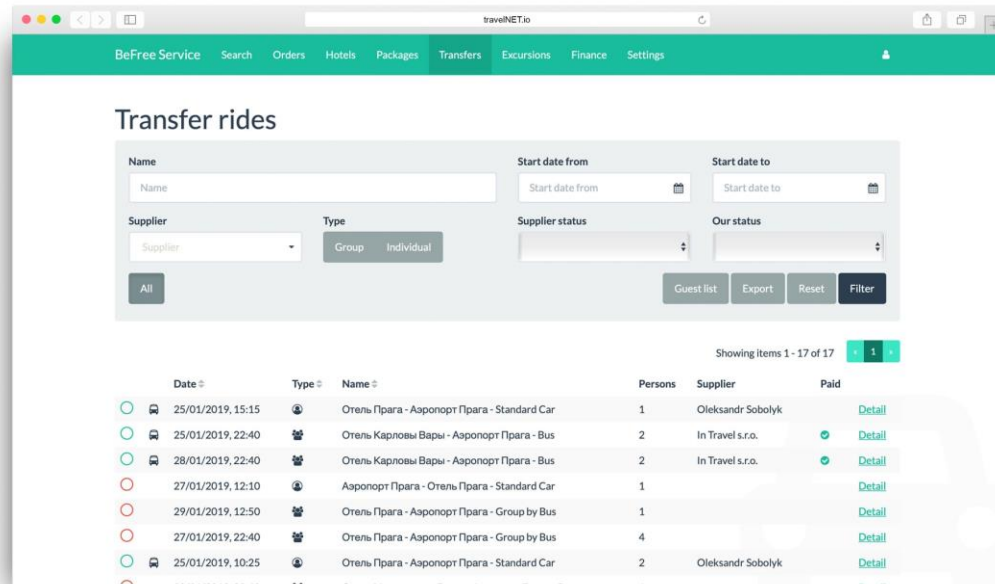 travelNET.io
BeFree Service Search Orders Hotels Packages Transfers Excursions Finance Settings
Transfer rides
Name Start date from Start date to
Name Start date from Start date to
Supplier Type Supplier status Our status
Supplier Group Individual
All Guest list Export Reset Filter
Showing items 1 - 17 of 17 1
Date Type Name Persons Supplier Paid
25/01/2019, 15:15 Отель Прага - Аэропорт Прага - Standard Car 1 Oleksandr Sobolyk Detail
25/01/2019, 22:40 Отель Карловы Вары - Аэропорт Прага - Bus 2 In Travel s.r.o. Detail
28/01/2019, 22:40 Отель Карловы Вары - Аэропорт Прага - Bus 2 In Travel s.r.o. Detail
27/01/2019, 12:10 Аэропорт Прага - Отель Прага - Standard Car 1 Detail
29/01/2019, 12:50 Отель Прага - Аэропорт Прага - Group by Bus 1 Detail
27/01/2019, 22:40 Отель Прага - Аэропорт Прага - Group by Bus 4 Detail
25/01/2019, 10:25 Отель Прага - Аэропорт Прага - Standard Car 2 Oleksandr Sobolyk Detail